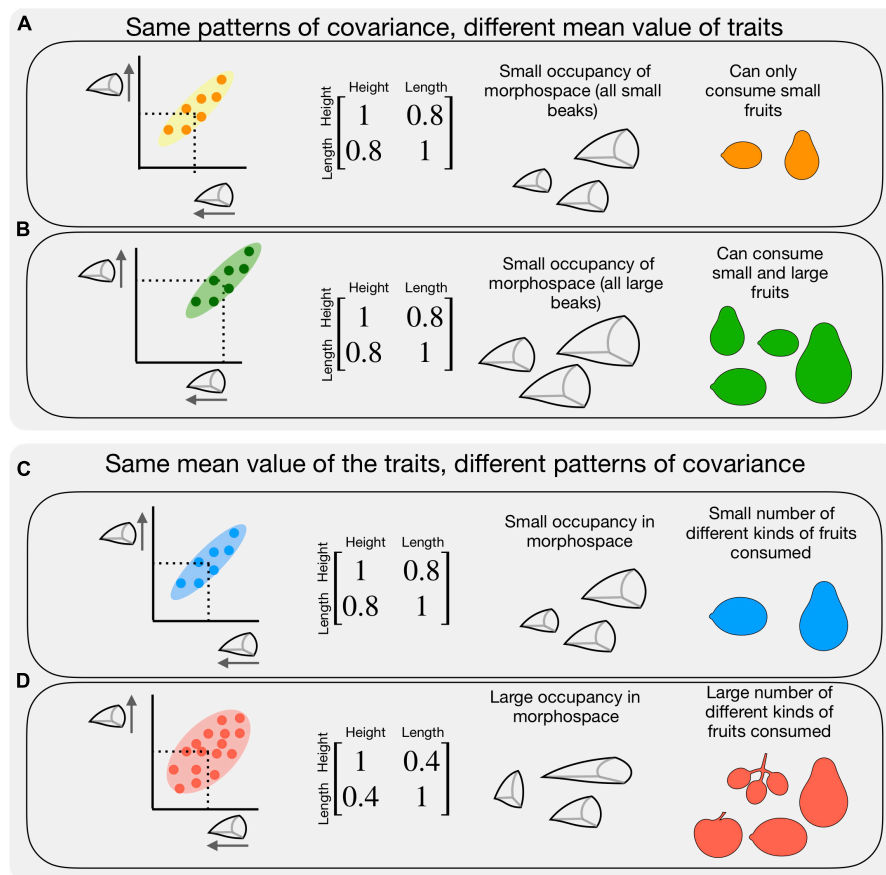 A
Same patterns of covariance, different mean value of traits
Height Length
Height
Length
1 0.8
0.8 1
Small occupancy of
morphospace (all small
beaks)
Can only
consume small
fruits
B
Height Length
Height
Length
1 0.8
0.8 1
Small occupancy of
morphospace (all large
beaks)
Can consume
small and large
fruits
C
Same mean value of the traits, different patterns of covariance
Height Length
Height
Length
1 0.8
0.8 1
Small occupancy in
morphospace
Small number of
different kinds of fruits
consumed
D
Height Length
Height
Length
1 0.4
0.4 1
Large occupancy in
morphospace
Large number of
different kinds of
fruits consumed